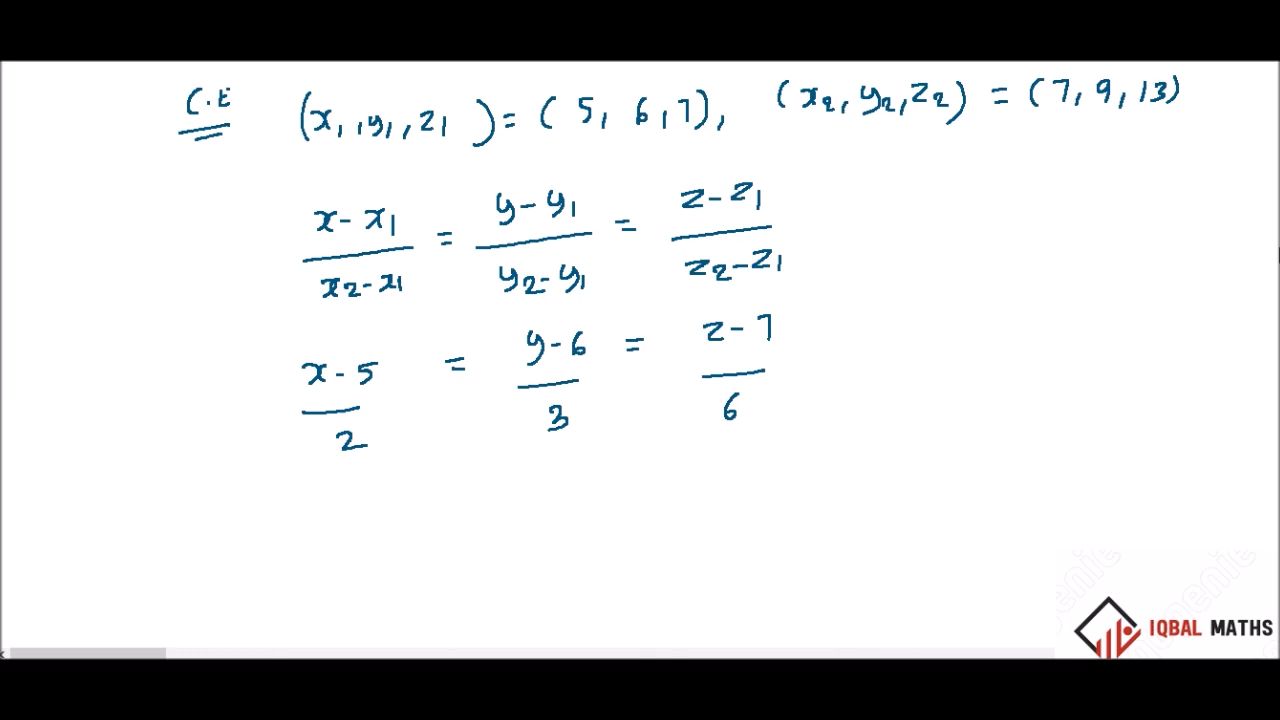 C.E (x₁, y₁, z₁) = (5, 6, 7), (x₂, y₂, z₂) = (7, 9, 13)
x - x₁ / x₂ - x₁ = y - y₁ / y₂ - y₁ = z - z₁ / z₂ - z₁
x - 5 / 2 = y - 6 / 3 = z - 7 / 6
IQBAL MATHS